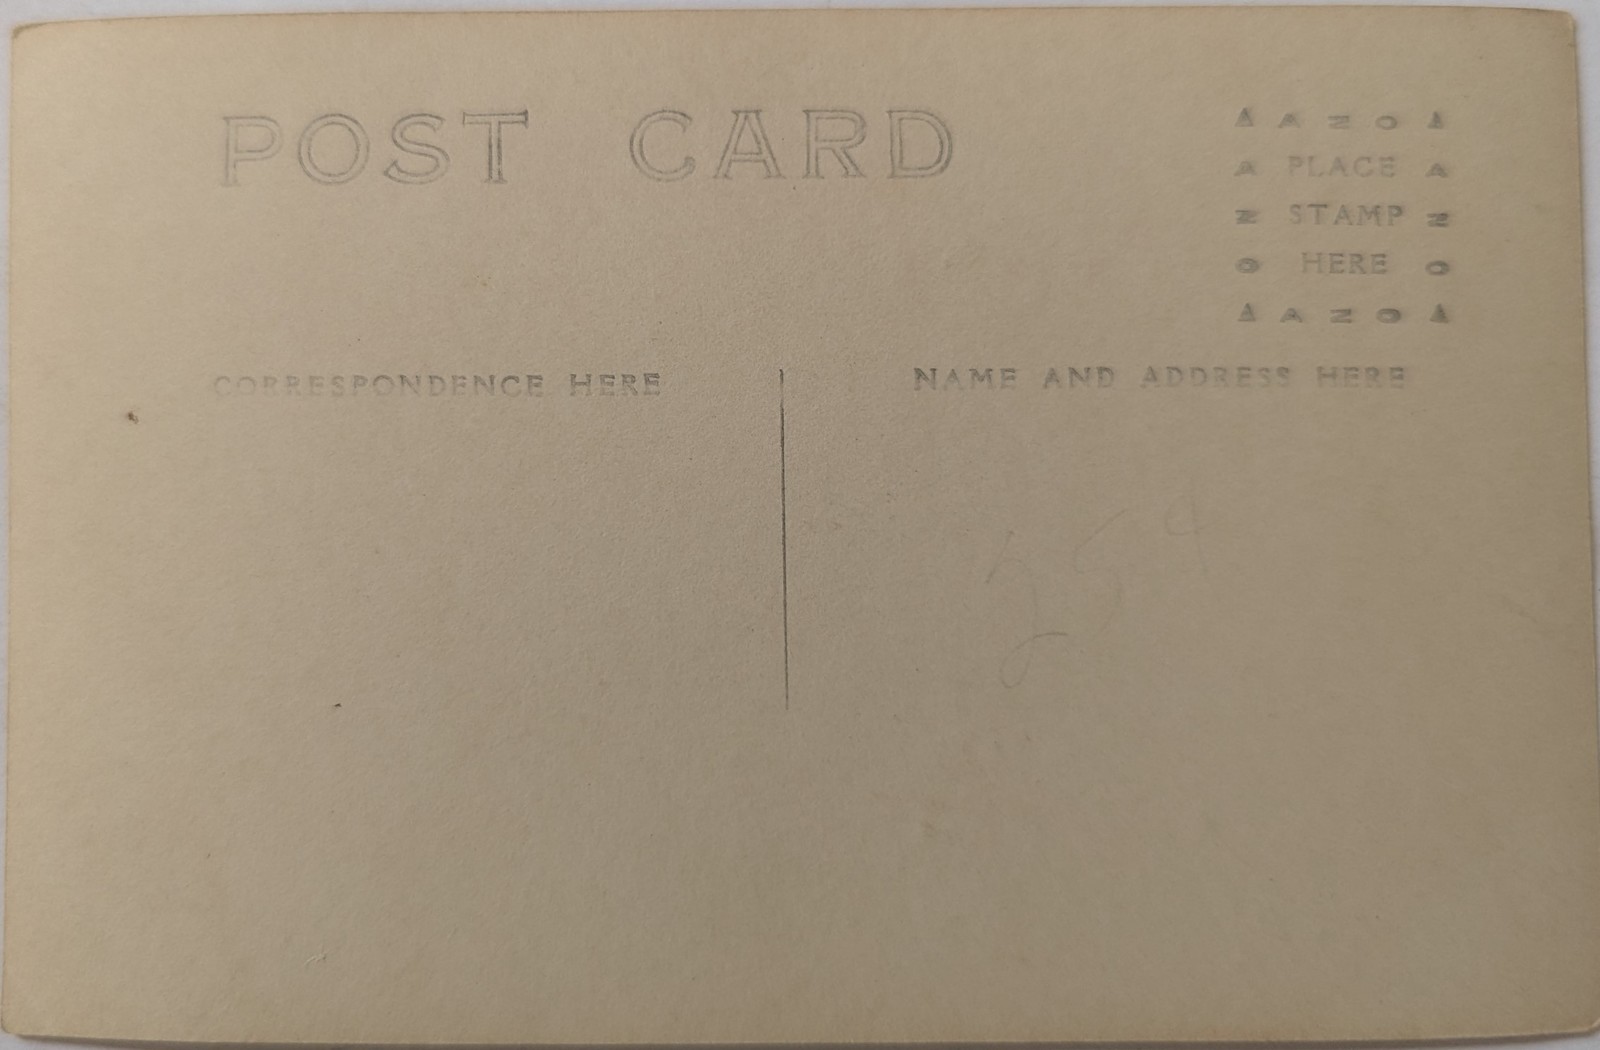 POST CARD
AZO
A PLACE A
Z STAMP Z
O HERE O
AZO
CORRESPONDENCE HERE
NAME AND ADDRESS HERE